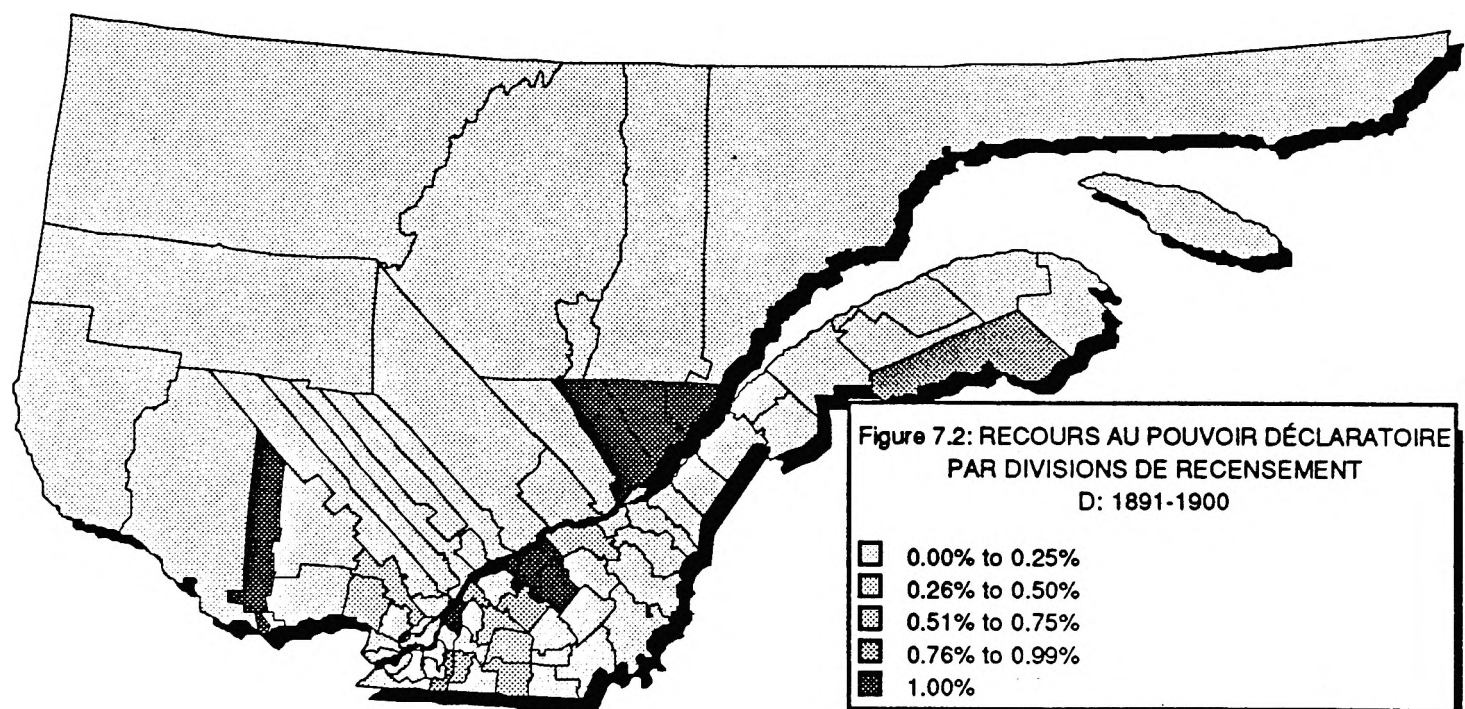 Figure 7.2: RECOURS AU POUVOIR DÉCLARATOIRE
PAR DIVISIONS DE RECENSEMENT
D: 1891-1900
0.00% to 0.25%
0.26% to 0.50%
0.51% to 0.75%
0.76% to 0.99%
1.00%